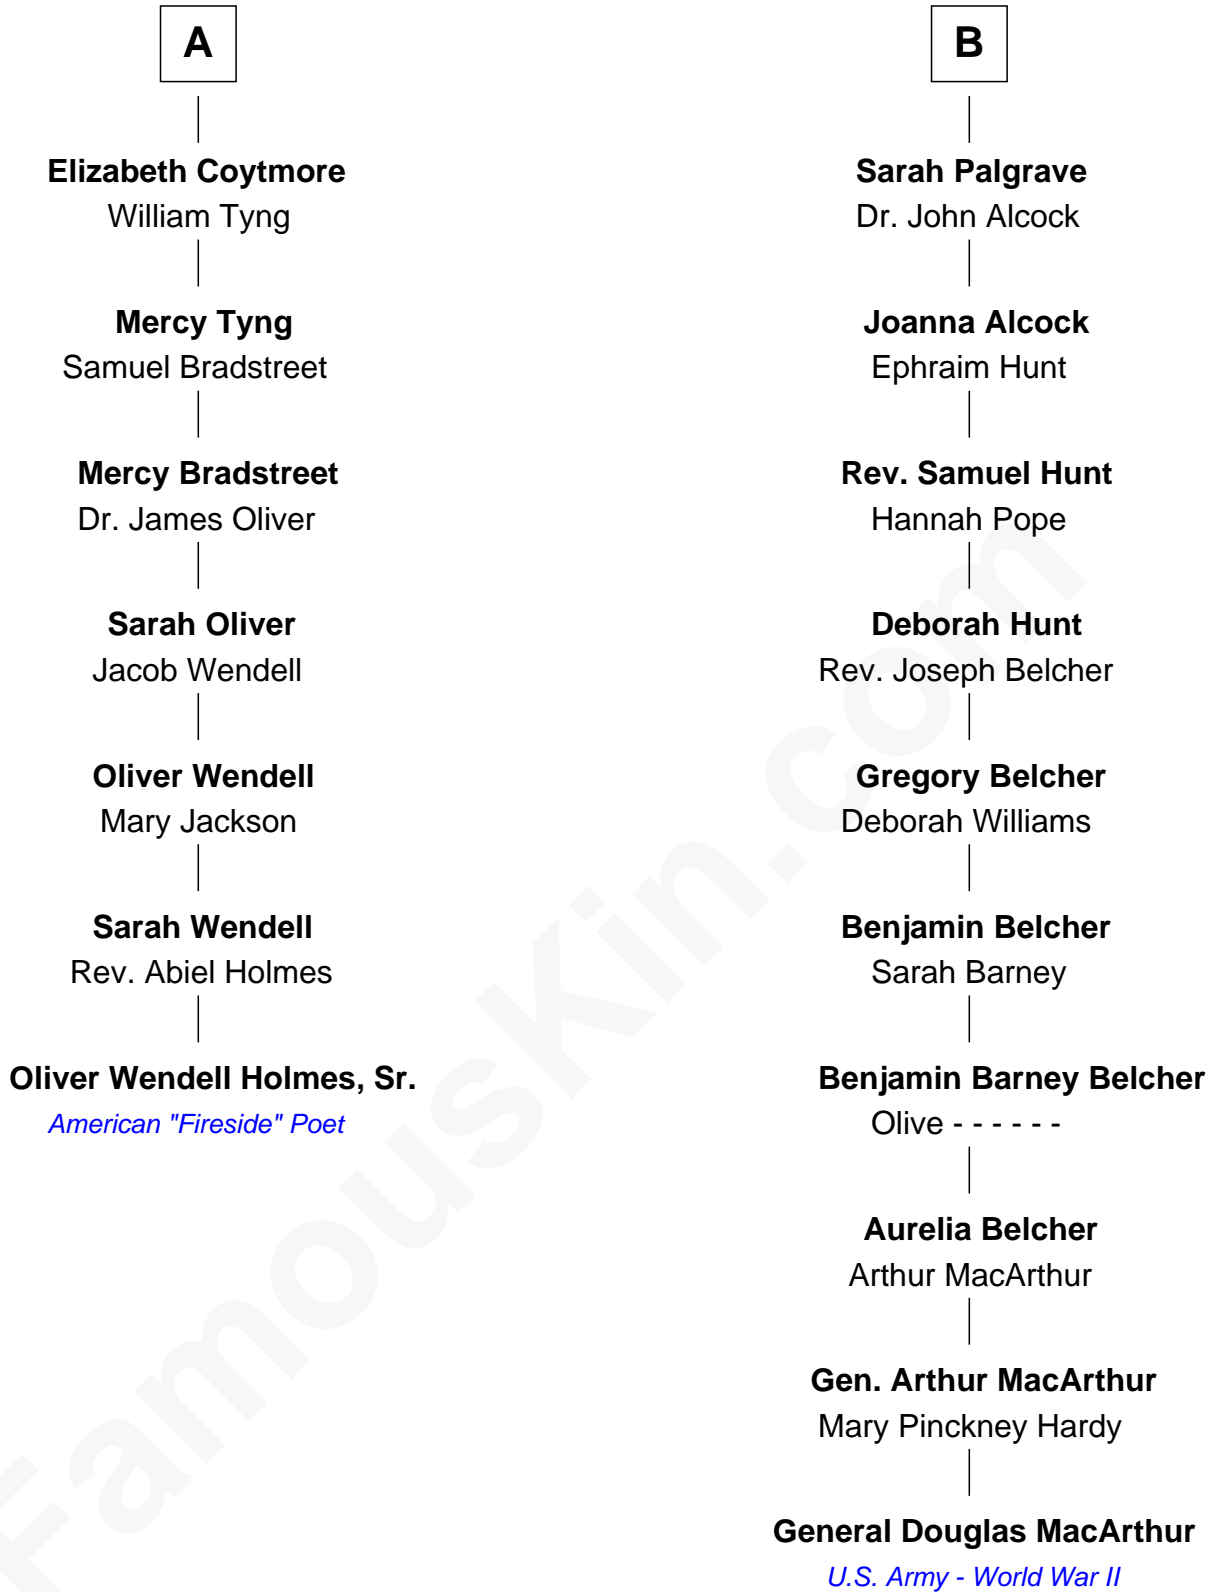 A
Elizabeth Coytmore
William Tyng
Mercy Tyng
Samuel Bradstreet
Mercy Bradstreet
Dr. James Oliver
Sarah Oliver
Jacob Wendell
Oliver Wendell
Mary Jackson
Sarah Wendell
Rev. Abiel Holmes
Oliver Wendell Holmes, Sr.
American "Fireside" Poet
B
Sarah Palgrave
Dr. John Alcock
Joanna Alcock
Ephraim Hunt
Rev. Samuel Hunt
Hannah Pope
Deborah Hunt
Rev. Joseph Belcher
Gregory Belcher
Deborah Williams
Benjamin Belcher
Sarah Barney
Benjamin Barney Belcher
Olive - - - - - -
Aurelia Belcher
Arthur MacArthur
Gen. Arthur MacArthur
Mary Pinckney Hardy
General Douglas MacArthur
U.S. Army - World War II
FamousKin.com